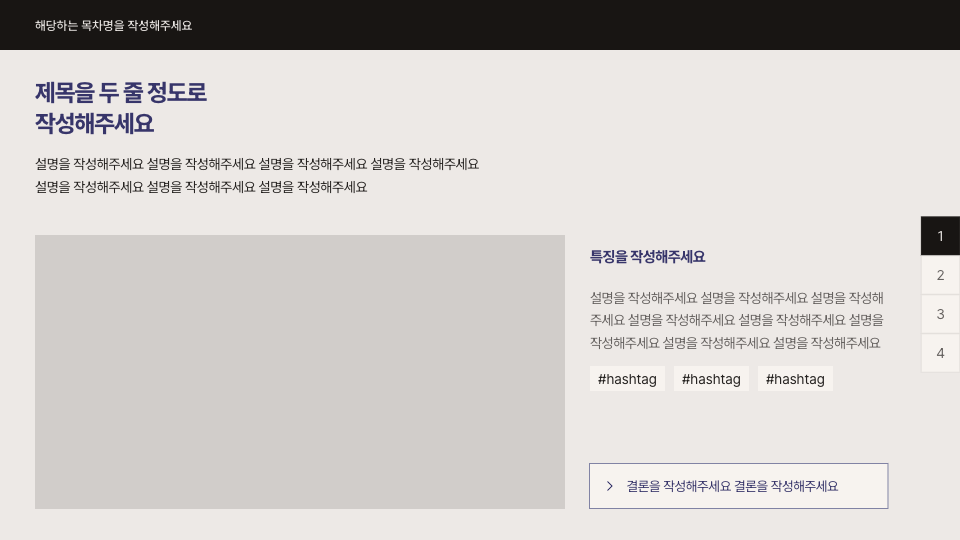 해당하는 목차명을 작성해주세요
제목을 두 줄 정도로
작성해주세요
설명을 작성해주세요 설명을 작성해주세요 설명을 작성해주세요 설명을 작성해주세요
설명을 작성해주세요 설명을 작성해주세요 설명을 작성해주세요
특징을 작성해주세요
설명을 작성해주세요 설명을 작성해주세요 설명을 작성해
주세요 설명을 작성해주세요 설명을 작성해주세요 설명을
작성해주세요 설명을 작성해주세요 설명을 작성해주세요
#hashtag #hashtag #hashtag
결론을 작성해주세요 결론을 작성해주세요
1
2
3
4